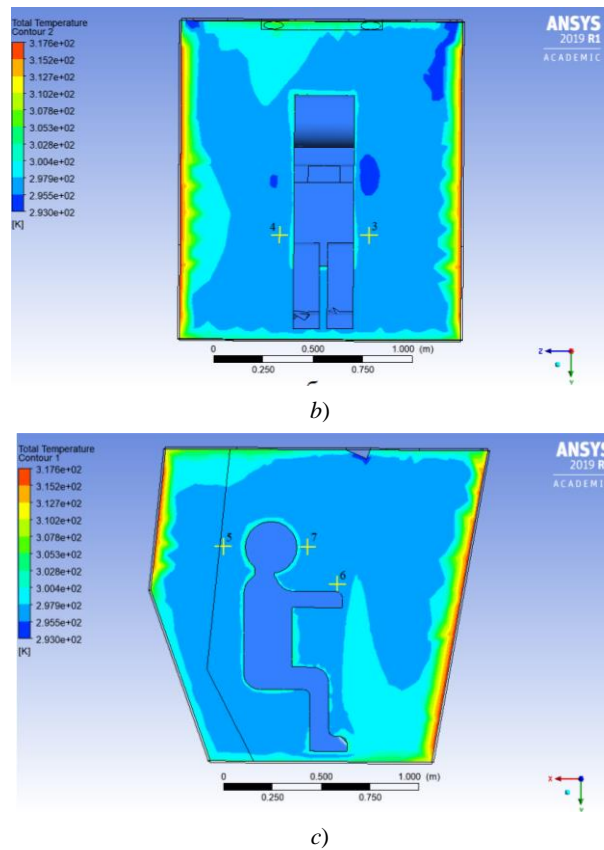 Total Temperature
Contour 2
3.176e+02
3.152e+02
3.127e+02
3.102e+02
3.078e+02
3.053e+02
3.028e+02
3.004e+02
2.979e+02
2.955e+02
2.930e+02
[K]
ANSYS
2019 R1
ACADEMIC
4
3
0
0.500
1.000
(m)
0.250
0.750
Z
Y
b)
Total Temperature
Contour 1
3.176e+02
3.152e+02
3.127e+02
3.102e+02
3.078e+02
3.053e+02
3.028e+02
3.004e+02
2.979e+02
2.955e+02
2.930e+02
[K]
ANSYS
2019 R
ACADEMIC
5
7
6
0
0.500
1.000
(m)
0.250
0.750
X
Y
c)